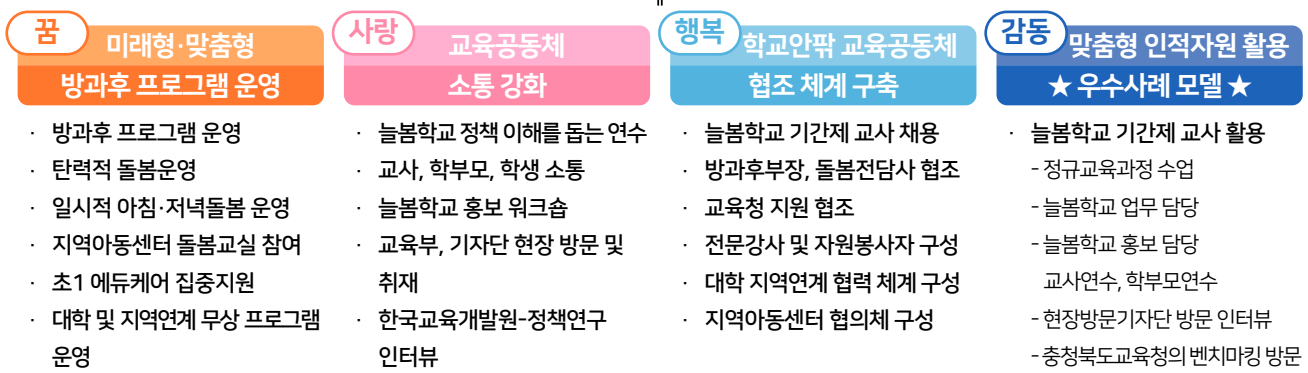 꿈
미래형·맞춤형
방과후 프로그램 운영
· 방과후 프로그램 운영
· 탄력적 돌봄운영
· 일시적 아침·저녁돌봄 운영
· 지역아동센터 돌봄교실 참여
· 초1 에듀케어 집중지원
· 대학 및 지역연계 무상 프로그램
운영
사랑
교육공동체
소통 강화
· 늘봄학교 정책 이해를 돕는 연수
· 교사, 학부모, 학생 소통
· 늘봄학교 홍보 워크숍
· 교육부, 기자단 현장 방문 및
취재
· 한국교육개발원-정책연구
인터뷰
행복
학교안팎 교육공동체
협조 체계 구축
· 늘봄학교 기간제 교사 채용
· 방과후부장, 돌봄전담사 협조
· 교육청 지원 협조
· 전문강사 및 자원봉사자 구성
· 대학 지역연계 협력 체계 구성
· 지역아동센터 협의체 구성
감동
맞춤형 인적자원 활용
★ 우수사례 모델 ★
· 늘봄학교 기간제 교사 활용
- 정규교육과정 수업
- 늘봄학교 업무 담당
- 늘봄학교 홍보 담당
교사연수, 학부모연수
- 현장방문기자단 방문 인터뷰
- 충청북도교육청의 벤치마킹 방문